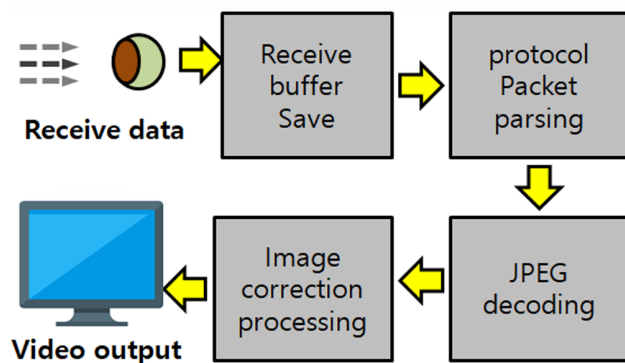 Receive data
Receive
buffer
Save
protocol
Packet
parsing
JPEG
decoding
Image
correction
processing
Video output